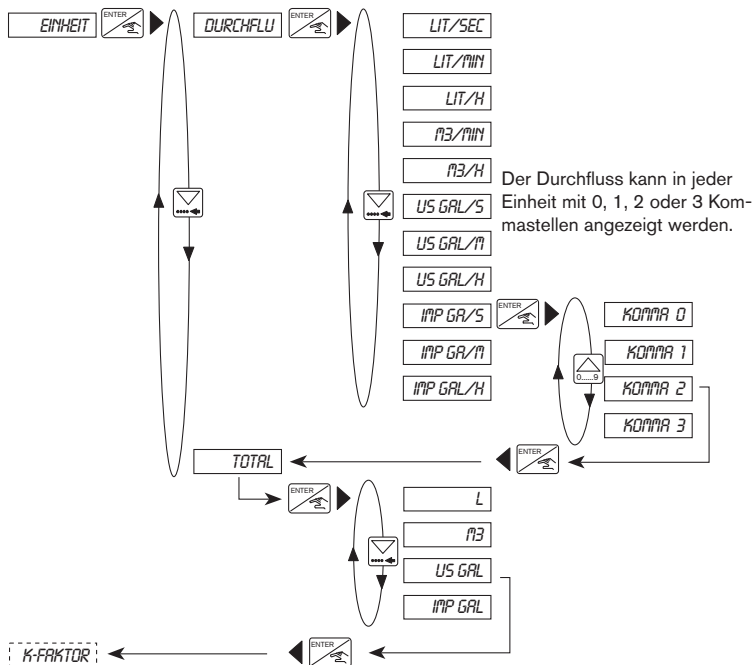 EINHEIT ENTER DURCHFLU ENTER LIT/SEC
LIT/MIN
LIT/H
M3/MIN
M3/H
Der Durchfluss kann in jeder
Einheit mit 0, 1, 2 oder 3 Kom-
mastellen angezeigt werden.
US GAL/S
US GAL/M
US GAL/H
IMP GA/S ENTER KOMMA 0
IMP GA/M
IMP GAL/H
0.....9
KOMMA 1
KOMMA 2
KOMMA 3
TOTAL ENTER
ENTER L
M3
US GAL
IMP GAL
K-FAKTOR ENTER